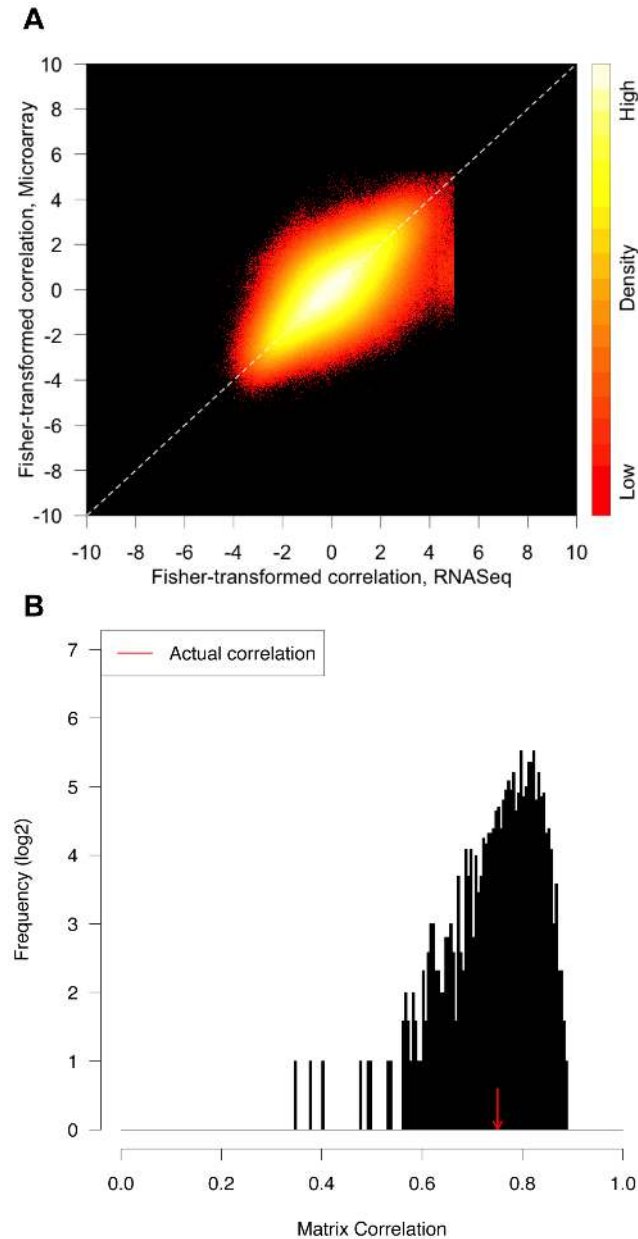 A
Fisher-transformed correlation, Microarray
10
8
6
4
2
0
-2
-4
-6
-8
-10
-10 -8 -6 -4 -2 0 2 4 6 8 10
Fisher-transformed correlation, RNASeq
High
Density
Low
B
Actual correlation
Frequency (log2)
7
6
5
4
3
2
1
0
0.0 0.2 0.4 0.6 0.8 1.0
Matrix Correlation